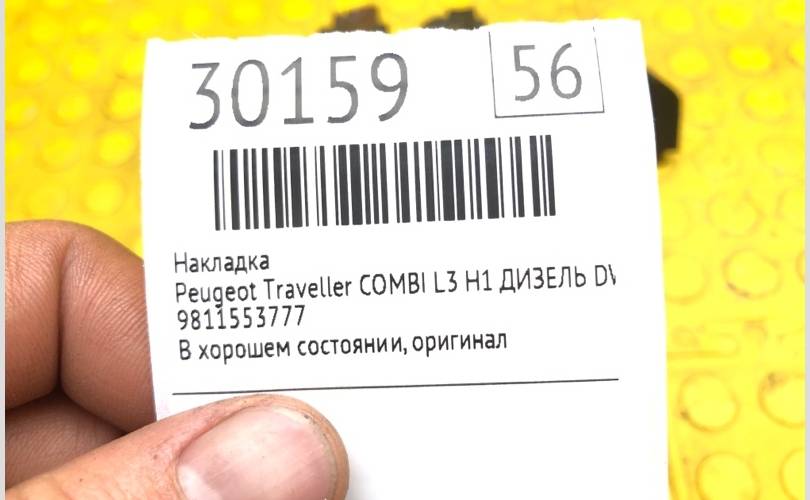 30159
56
Накладка
Peugeot Traveller COMBI L3 H1 ДИЗЕЛЬ
9811553777
В хорошем состоянии, оригинал